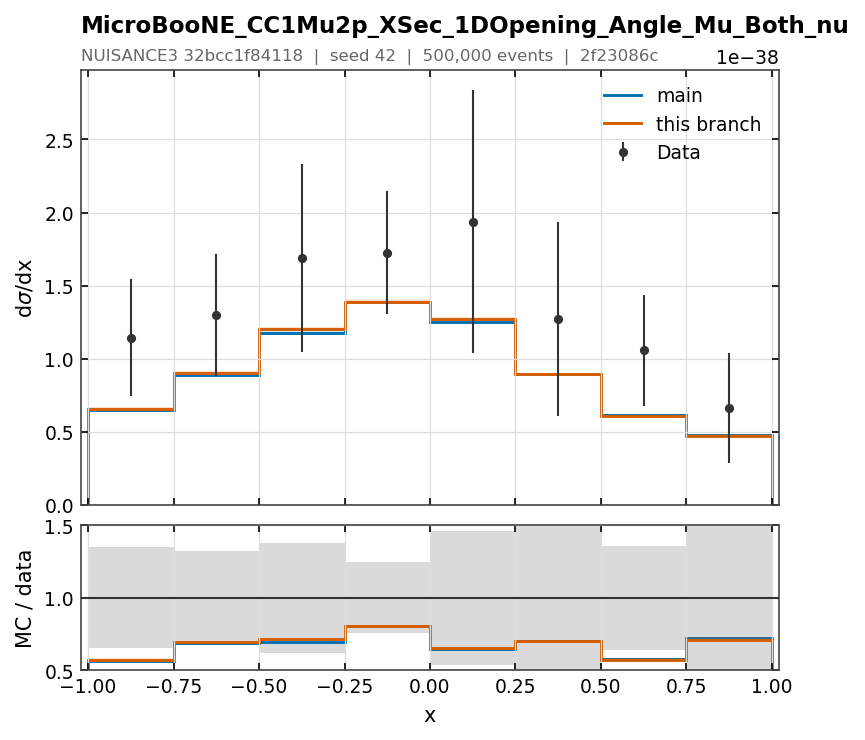 MicroBooNE_CC1Mu2p_XSec_1DOpening_Angle_Mu_Both_nu
NUISANCE3 32bcc1f84118 | seed 42 | 500,000 events | 2f23086c
1e−38
main
this branch
Data
dσ/dx
2.5
2.0
1.5
1.0
0.5
0.0
MC / data
1.5
1.0
0.5
−1.00 −0.75 −0.50 −0.25 0.00 0.25 0.50 0.75 1.00
x